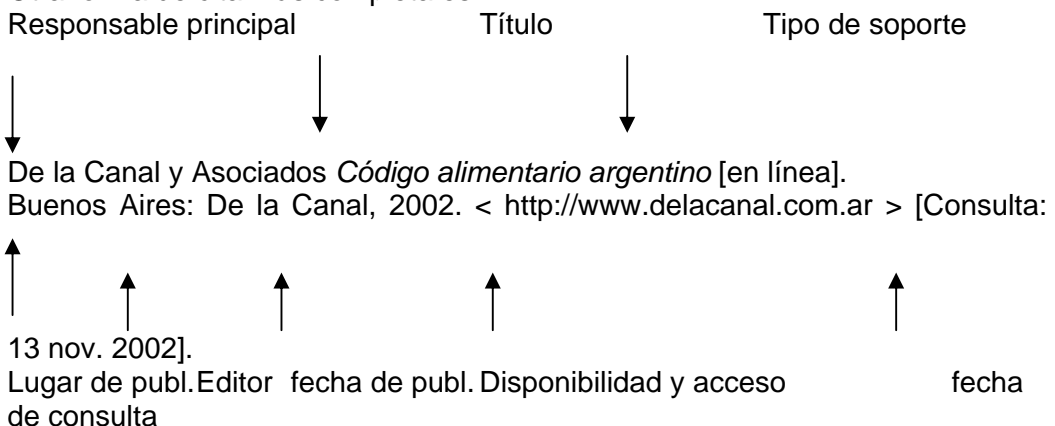 Responsable principal Título Tipo de soporte
De la Canal y Asociados Código alimentario argentino [en línea].
Buenos Aires: De la Canal, 2002. < http://www.delacanal.com.ar > [Consulta:
13 nov. 2002].
Lugar de publ.Editor fecha de publ. Disponibilidad y acceso fecha
de consulta